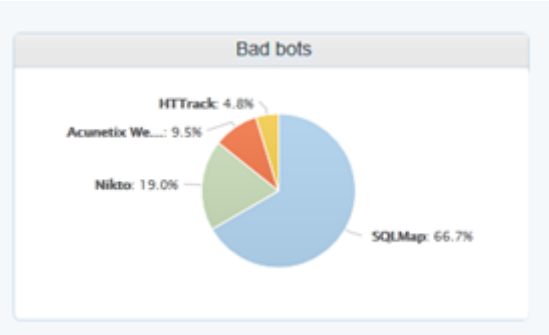 Bad bots
HTTrack: 4.8%
Acunetix We...: 9.5%
Nikto: 19.0%
SQLMap: 66.7%